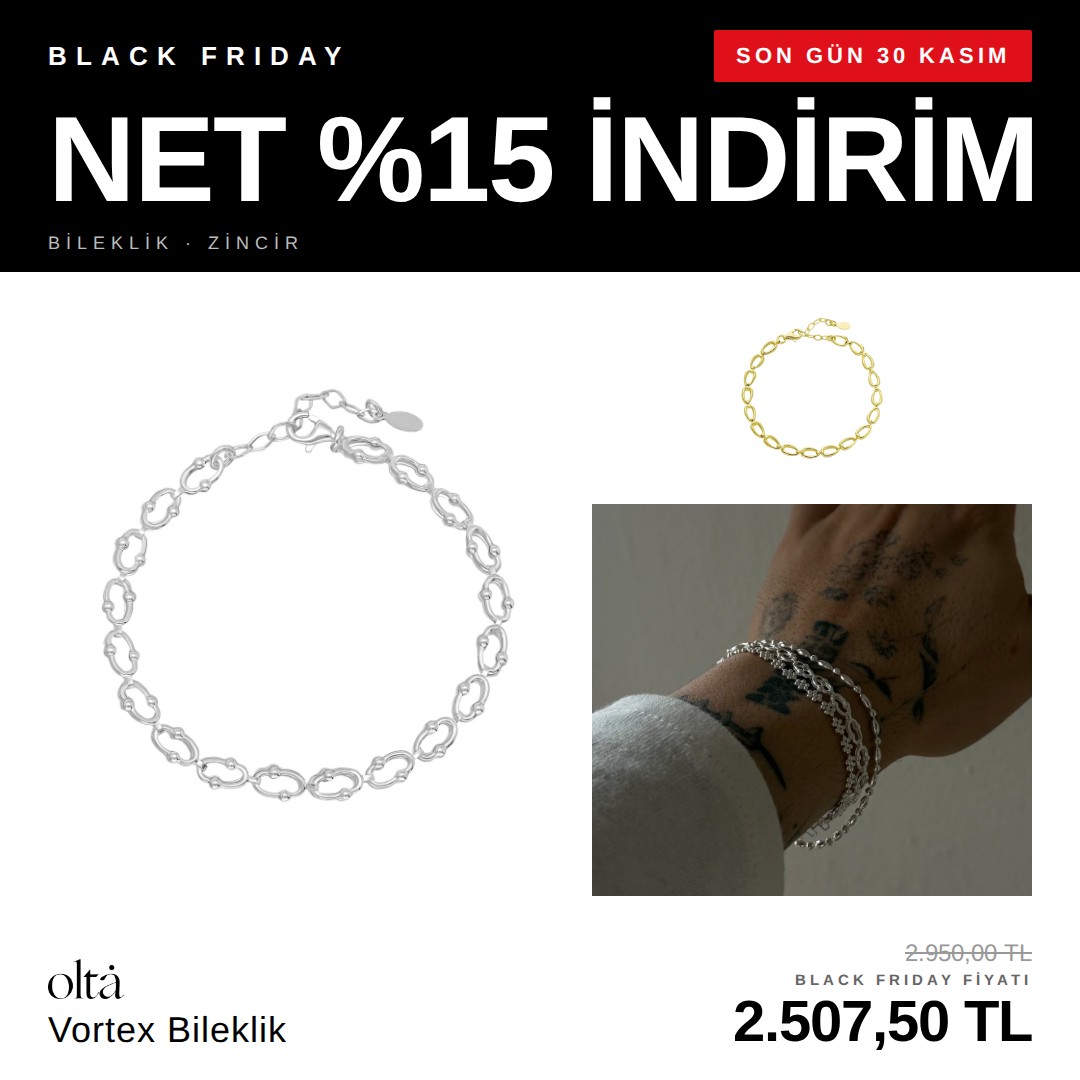 BLACK FRIDAY
SON GÜN 30 KASIM
NET %15 İNDİRİM
BİLEKLİK · ZİNCİR
2.950,00 TL
BLACK FRIDAY FİYATI
2.507,50 TL
olta
Vortex Bileklik